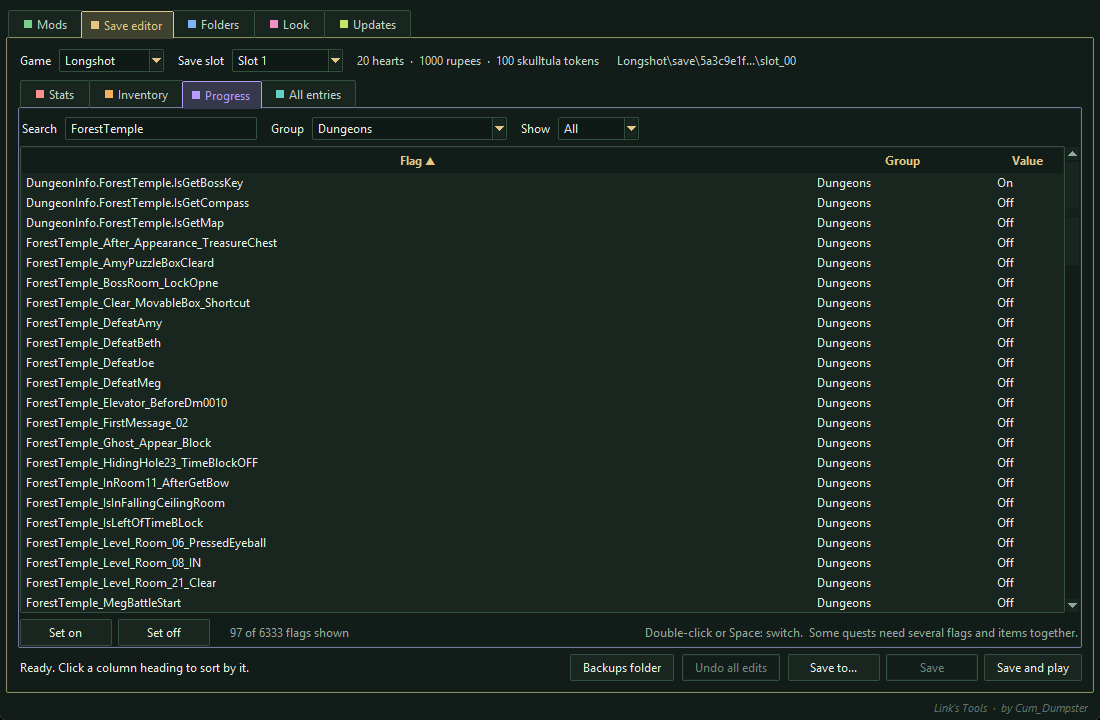 Mods Save editor Folders Look Updates
Game Longshot Save slot Slot 1 20 hearts · 1000 rupees · 100 skulltula tokens Longshot\save\5a3c9e1f...\slot_00
Stats Inventory Progress All entries
Search ForestTemple Group Dungeons Show All
Flag ▲ Group Value
DungeonInfo.ForestTemple.IsGetBossKey Dungeons On
DungeonInfo.ForestTemple.IsGetCompass Dungeons Off
DungeonInfo.ForestTemple.IsGetMap Dungeons Off
ForestTemple_After_Appearance_TreasureChest Dungeons Off
ForestTemple_AmyPuzzleBoxCleard Dungeons Off
ForestTemple_BossRoom_LockOpne Dungeons Off
ForestTemple_Clear_MovableBox_Shortcut Dungeons Off
ForestTemple_DefeatAmy Dungeons Off
ForestTemple_DefeatBeth Dungeons Off
ForestTemple_DefeatJoe Dungeons Off
ForestTemple_DefeatMeg Dungeons Off
ForestTemple_Elevator_BeforeDm0010 Dungeons Off
ForestTemple_FirstMessage_02 Dungeons Off
ForestTemple_Ghost_Appear_Block Dungeons Off
ForestTemple_HidingHole23_TimeBlockOFF Dungeons Off
ForestTemple_InRoom11_AfterGetBow Dungeons Off
ForestTemple_IsInFallingCeilingRoom Dungeons Off
ForestTemple_IsLeftOfTimeBLock Dungeons Off
ForestTemple_Level_Room_06_PressedEyeball Dungeons Off
ForestTemple_Level_Room_08_IN Dungeons Off
ForestTemple_Level_Room_21_Clear Dungeons Off
ForestTemple_MegBattleStart Dungeons Off
Set on Set off 97 of 6333 flags shown Double-click or Space: switch. Some quests need several flags and items together.
Ready. Click a column heading to sort by it. Backups folder Undo all edits Save to... Save Save and play
Link's Tools · by Cum_Dumpster